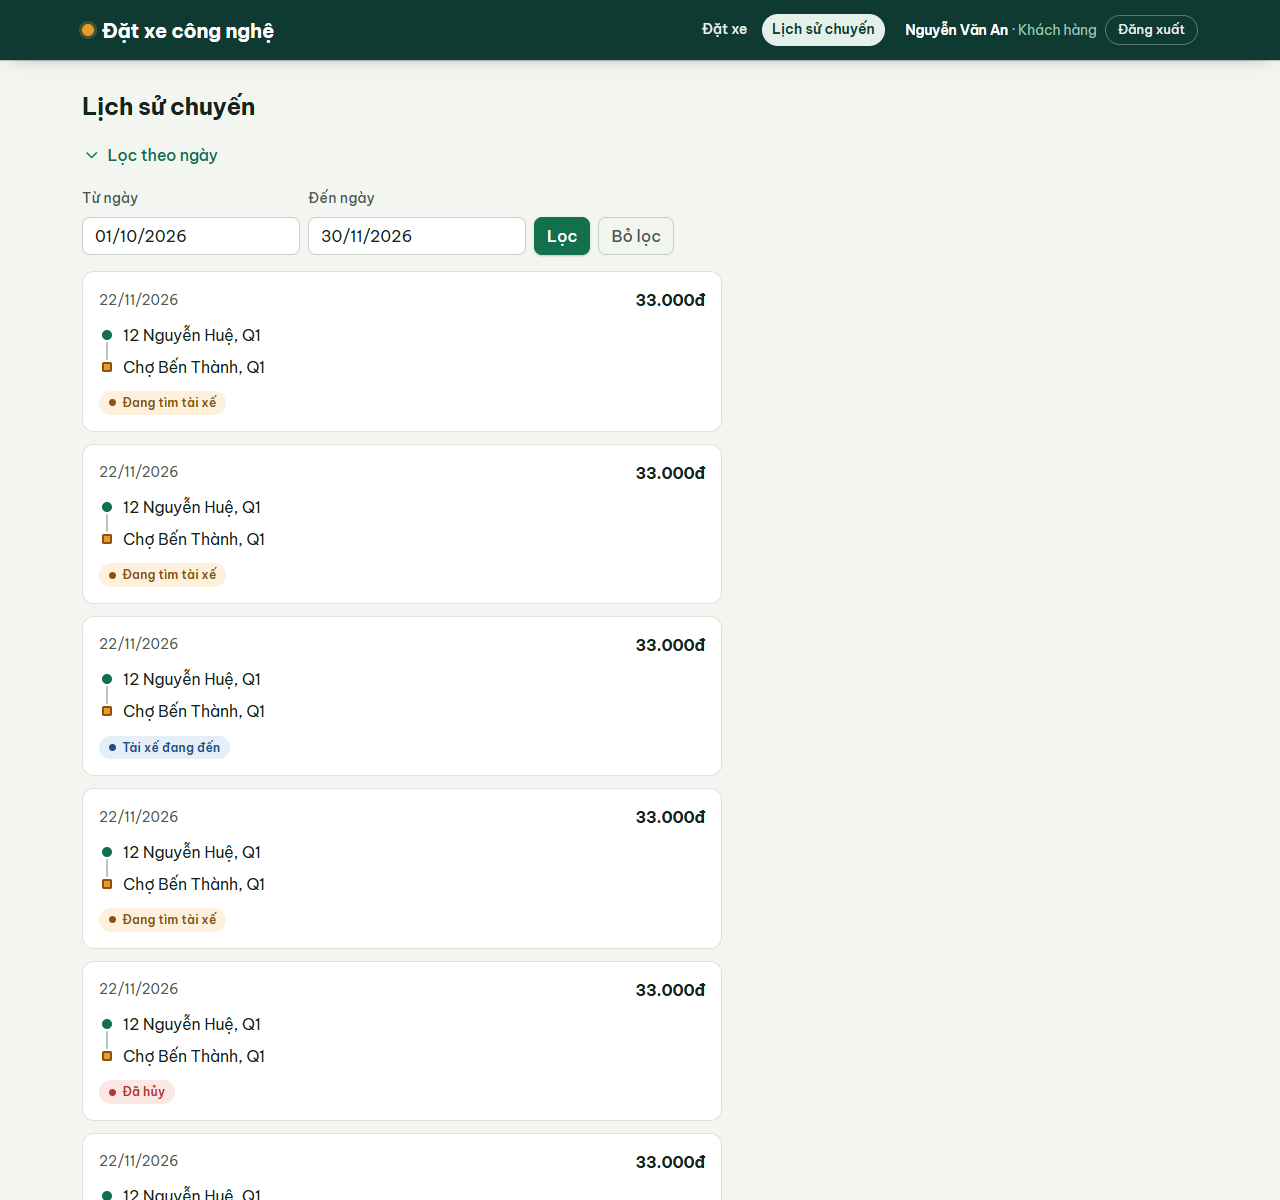 Đặt xe công nghệ
Đặt xe
Lịch sử chuyến
Nguyễn Văn An · Khách hàng
Đăng xuất
Lịch sử chuyến
Lọc theo ngày
Từ ngày
Đến ngày
01/10/2026
30/11/2026
Lọc
Bỏ lọc
22/11/2026
33.000đ
12 Nguyễn Huệ, Q1
Chợ Bến Thành, Q1
Đang tìm tài xế
22/11/2026
33.000đ
12 Nguyễn Huệ, Q1
Chợ Bến Thành, Q1
Đang tìm tài xế
22/11/2026
33.000đ
12 Nguyễn Huệ, Q1
Chợ Bến Thành, Q1
Tài xế đang đến
22/11/2026
33.000đ
12 Nguyễn Huệ, Q1
Chợ Bến Thành, Q1
Đang tìm tài xế
22/11/2026
33.000đ
12 Nguyễn Huệ, Q1
Chợ Bến Thành, Q1
Đã hủy
22/11/2026
33.000đ
12 Nguyễn Huệ, Q1